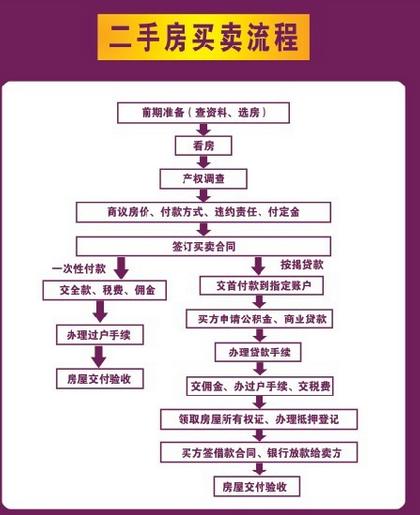 二手房买卖流程
前期准备（查资料、选房）
看房
产权调查
商议房价、付款方式、违约责任、付定金
签订买卖合同
一次性付款
交全款、税费、佣金
办理过户手续
房屋交付验收
按揭贷款
交首付款到指定账户
买方申请公积金、商业贷款
办理贷款手续
交佣金、办过户手续、交税费
领取房屋所有权证、办理抵押登记
买方签借款合同、银行放款给卖方
房屋交付验收